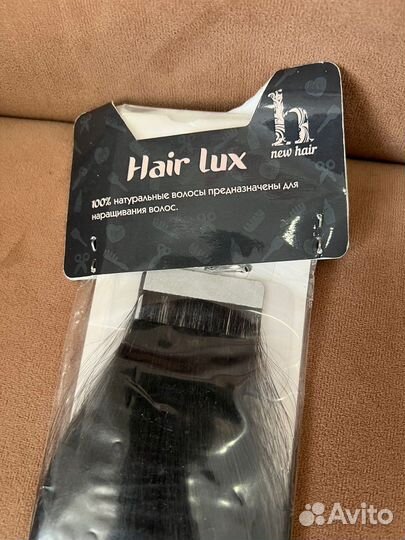 h
new hair
Hair lux
100% натуральные волосы предназначены для
наращивания волос.
Avito